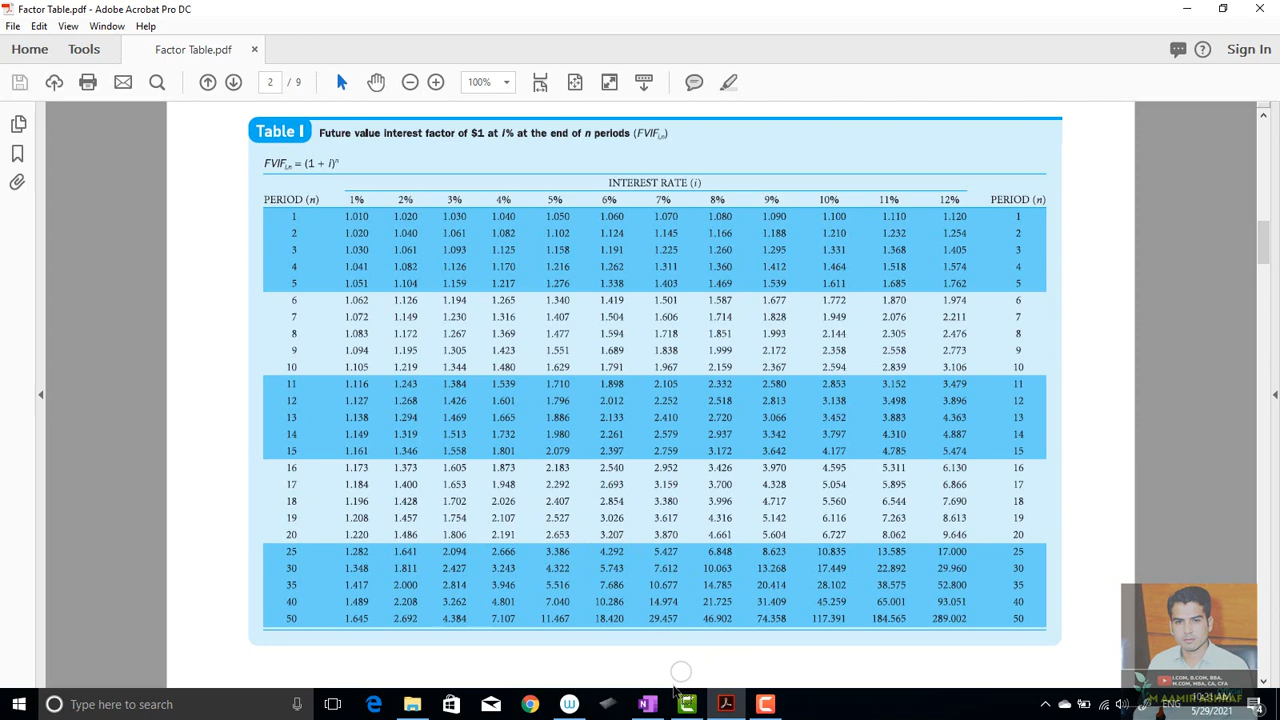 Factor Table.pdf - Adobe Acrobat Pro DC
File Edit View Window Help
Home Tools Factor Table.pdf × Sign In
2 / 9 100%
Table I Future value interest factor of $1 at i% at the end of n periods (FVIFi,n)
FVIFi,n = (1 + i)^n
INTEREST RATE (i)
PERIOD (n) 1% 2% 3% 4% 5% 6% 7% 8% 9% 10% 11% 12% PERIOD (n)
1 1.010 1.020 1.030 1.040 1.050 1.060 1.070 1.080 1.090 1.100 1.110 1.120 1
2 1.020 1.040 1.061 1.082 1.102 1.124 1.145 1.166 1.188 1.210 1.232 1.254 2
3 1.030 1.061 1.093 1.125 1.158 1.191 1.225 1.260 1.295 1.331 1.368 1.405 3
4 1.041 1.082 1.126 1.170 1.216 1.262 1.311 1.360 1.412 1.464 1.518 1.574 4
5 1.051 1.104 1.159 1.217 1.276 1.338 1.403 1.469 1.539 1.611 1.685 1.762 5
6 1.062 1.126 1.194 1.265 1.340 1.419 1.501 1.587 1.677 1.772 1.870 1.974 6
7 1.072 1.149 1.230 1.316 1.407 1.504 1.606 1.714 1.828 1.949 2.076 2.211 7
8 1.083 1.172 1.267 1.369 1.477 1.594 1.718 1.851 1.993 2.144 2.305 2.476 8
9 1.094 1.195 1.305 1.423 1.551 1.689 1.838 1.999 2.172 2.358 2.558 2.773 9
10 1.105 1.219 1.344 1.480 1.629 1.791 1.967 2.159 2.367 2.594 2.839 3.106 10
11 1.116 1.243 1.384 1.539 1.710 1.898 2.105 2.332 2.580 2.853 3.152 3.479 11
12 1.127 1.268 1.426 1.601 1.796 2.012 2.252 2.518 2.813 3.138 3.498 3.896 12
13 1.138 1.294 1.469 1.665 1.886 2.133 2.410 2.720 3.066 3.452 3.883 4.363 13
14 1.149 1.319 1.513 1.732 1.980 2.261 2.579 2.937 3.342 3.797 4.310 4.887 14
15 1.161 1.346 1.558 1.801 2.079 2.397 2.759 3.172 3.642 4.177 4.785 5.474 15
16 1.173 1.373 1.605 1.873 2.183 2.540 2.952 3.426 3.970 4.595 5.311 6.130 16
17 1.184 1.400 1.653 1.948 2.292 2.693 3.159 3.700 4.328 5.054 5.895 6.866 17
18 1.196 1.428 1.702 2.026 2.407 2.854 3.380 3.996 4.717 5.560 6.544 7.690 18
19 1.208 1.457 1.754 2.107 2.527 3.026 3.617 4.316 5.142 6.116 7.263 8.613 19
20 1.220 1.486 1.806 2.191 2.653 3.207 3.870 4.661 5.604 6.727 8.062 9.646 20
25 1.282 1.641 2.094 2.666 3.386 4.292 5.427 6.848 8.623 10.835 13.585 17.000 25
30 1.348 1.811 2.427 3.243 4.322 5.743 7.612 10.063 13.268 17.449 22.892 29.960 30
35 1.417 2.000 2.814 3.946 5.516 7.686 10.677 14.785 20.414 28.102 38.575 52.800 35
40 1.489 2.208 3.262 4.801 7.040 10.286 14.974 21.725 31.409 45.259 65.001 93.051 40
50 1.645 2.692 4.384 7.107 11.467 18.420 29.457 46.902 74.358 117.391 184.565 289.002 50
I.COM, B.COM, BBA,
M.COM, MBA, CA, CFA
M AAMIR ASHRAF
Type here to search
ENG
10:21 AM
5/29/2021
4